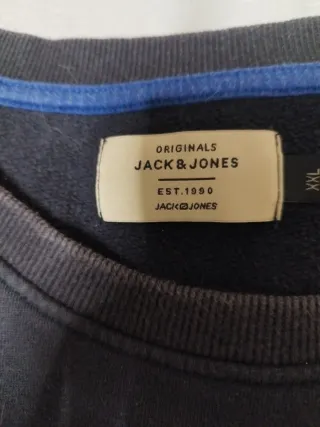 ORIGINALS
JACK&JONES
EST.1990
JACK&JONES
XXL